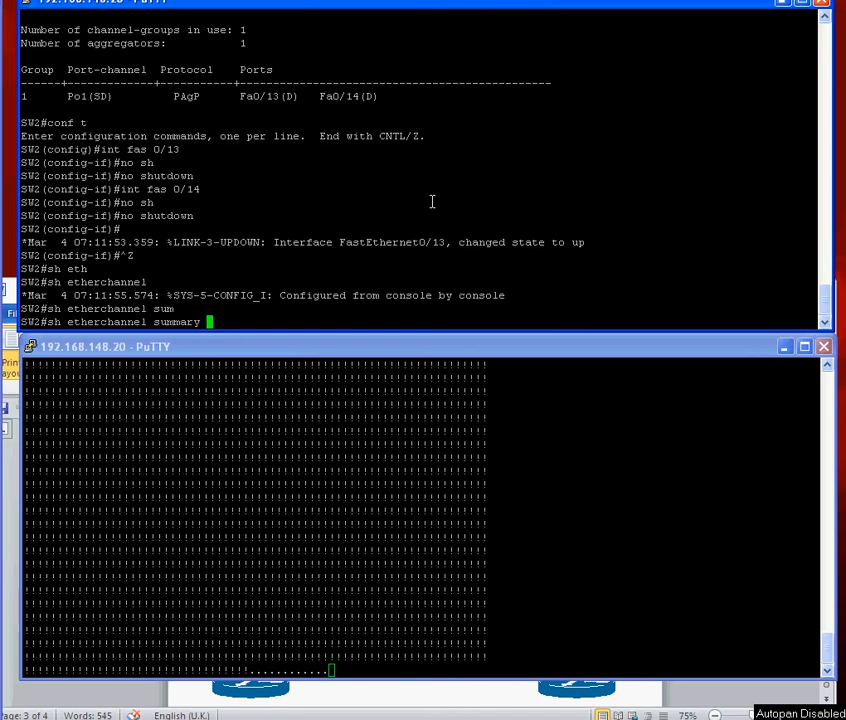 Number of channel-groups in use: 1
Number of aggregators:           1
Group  Port-channel  Protocol    Ports
------+-------------+-----------+-----------------------------------------------
1      Po1(SD)         PAgP      Fa0/13(D)   Fa0/14(D)
SW2#conf t
Enter configuration commands, one per line.  End with CNTL/Z.
SW2(config)#int fas 0/13
SW2(config-if)#no sh
SW2(config-if)#no shutdown
SW2(config-if)#int fas 0/14
SW2(config-if)#no sh
SW2(config-if)#no shutdown
SW2(config-if)#
*Mar  4 07:11:53.359: %LINK-3-UPDOWN: Interface FastEthernet0/13, changed state to up
SW2(config-if)#^Z
SW2#sh eth
SW2#sh etherchannel
*Mar  4 07:11:55.574: %SYS-5-CONFIG_I: Configured from console by console
SW2#sh etherchannel sum
SW2#sh etherchannel summary
192.168.148.20 - PuTTY
Page: 3 of 4
Words: 545
English (U.K.)
75%
Autopan Disabled